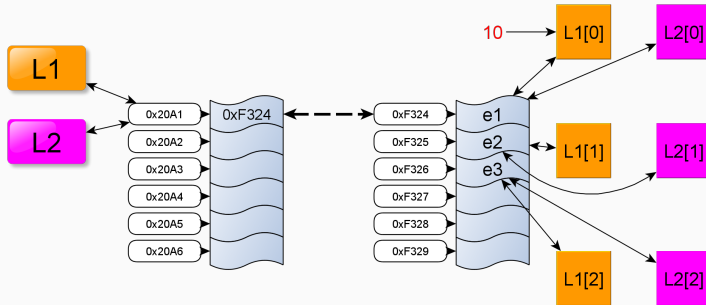 10
L1[0]
L2[0]
L1
L2
0x20A1
0xF324
0xF324
e1
0x20A2
0xF325
e2
L1[1]
L2[1]
0x20A3
0xF326
e3
0x20A4
0xF327
0x20A5
0xF328
0x20A6
0xF329
L1[2]
L2[2]